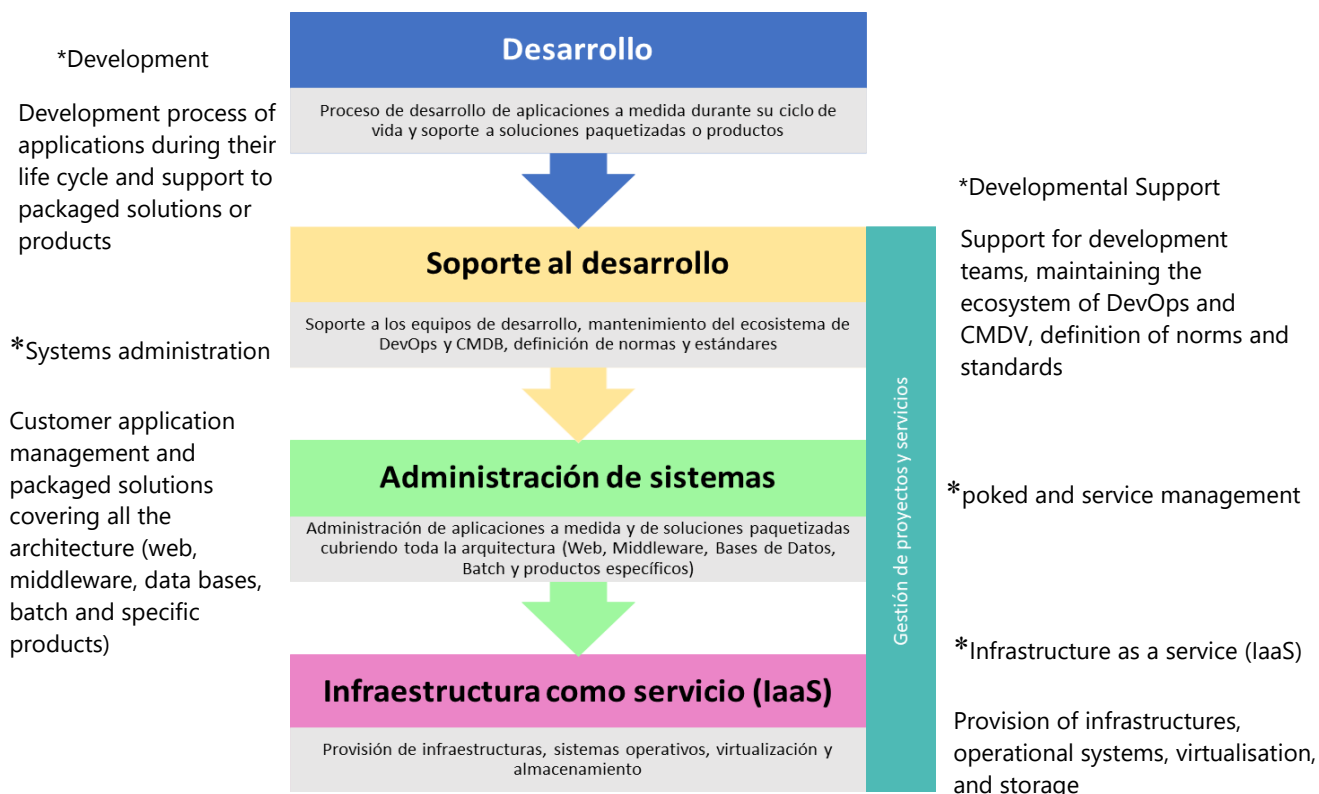 *Development
Development process of
applications during their
life cycle and support to
packaged solutions or
products
Desarrollo
Proceso de desarrollo de aplicaciones a medida durante su ciclo de
vida y soporte a soluciones paquetizadas o productos
*Developmental Support
Support for development
teams, maintaining the
ecosystem of DevOps and
CMDV, definition of norms and
standards
Soporte al desarrollo
Soporte a los equipos de desarrollo, mantenimiento del ecosistema de
DevOps y CMDB, definición de normas y estándares
*Systems administration
Customer application
management and
packaged solutions
covering all the
architecture (web,
middleware, data bases,
batch and specific
products)
Administración de sistemas
Administración de aplicaciones a medida y de soluciones paquetizadas
cubriendo toda la arquitectura (Web, Middleware, Bases de Datos,
Batch y productos específicos)
Gestión de proyectos y servicios
*poked and service management
Infraestructura como servicio (IaaS)
Provisión de infraestructuras, sistemas operativos, virtualización y
almacenamiento
*Infrastructure as a service (IaaS)
Provision of infrastructures,
operational systems, virtualisation,
and storage